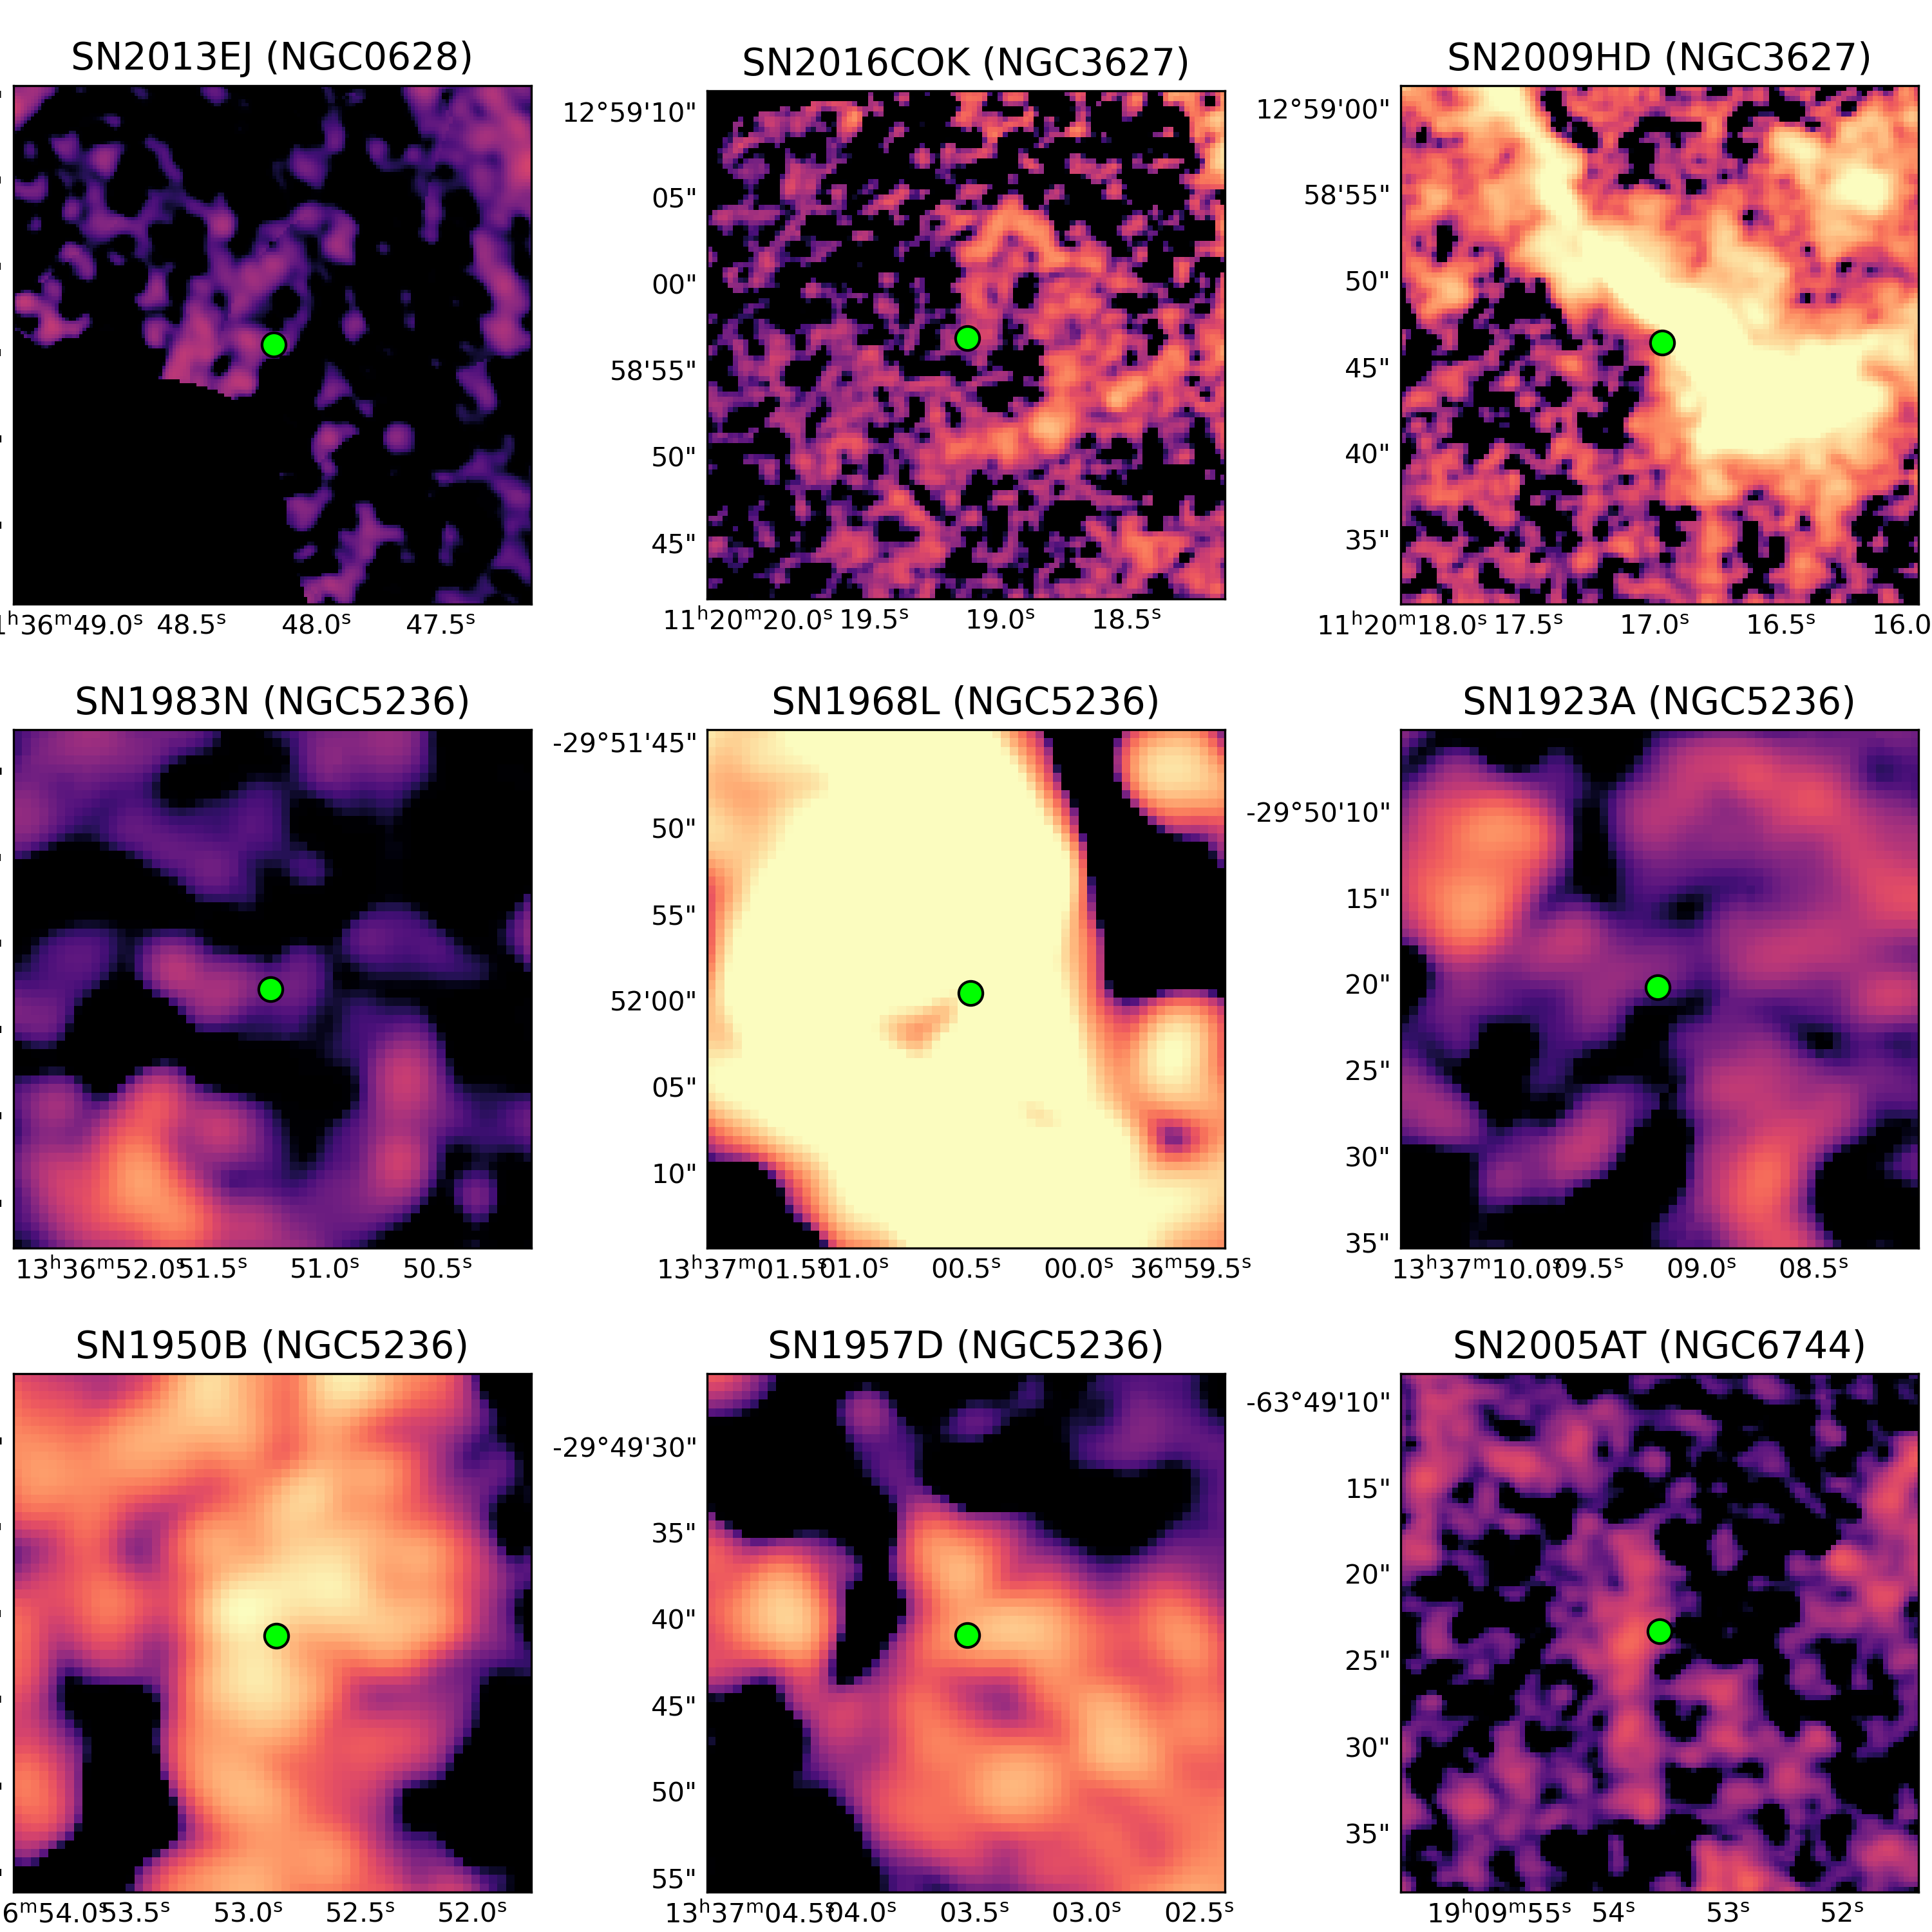 SN2013EJ (NGC0628)
SN2016COK (NGC3627)
SN2009HD (NGC3627)
12°59'10"
05"
00"
58'55"
50"
45"
12°59'00"
58'55"
50"
45"
40"
35"
ʰ36ᵐ49.0ˢ 48.5ˢ 48.0ˢ 47.5ˢ
11ʰ20ᵐ20.0ˢ 19.5ˢ 19.0ˢ 18.5ˢ
11ʰ20ᵐ18.0ˢ 17.5ˢ 17.0ˢ 16.5ˢ 16.0
SN1983N (NGC5236)
SN1968L (NGC5236)
SN1923A (NGC5236)
-29°51'45"
50"
55"
52'00"
05"
10"
-29°50'10"
15"
20"
25"
30"
35"
13ʰ36ᵐ52.0ˢ 51.5ˢ 51.0ˢ 50.5ˢ
13ʰ37ᵐ01.5ˢ 01.0ˢ 00.5ˢ 00.0ˢ 36ᵐ59.5ˢ
13ʰ37ᵐ10.0ˢ 09.5ˢ 09.0ˢ 08.5ˢ
SN1950B (NGC5236)
SN1957D (NGC5236)
SN2005AT (NGC6744)
-29°49'30"
35"
40"
45"
50"
55"
-63°49'10"
15"
20"
25"
30"
35"
6ᵐ54.0ˢ 53.5ˢ 53.0ˢ 52.5ˢ 52.0ˢ
13ʰ37ᵐ04.5ˢ 04.0ˢ 03.5ˢ 03.0ˢ 02.5ˢ
19ʰ09ᵐ55ˢ 54ˢ 53ˢ 52ˢ